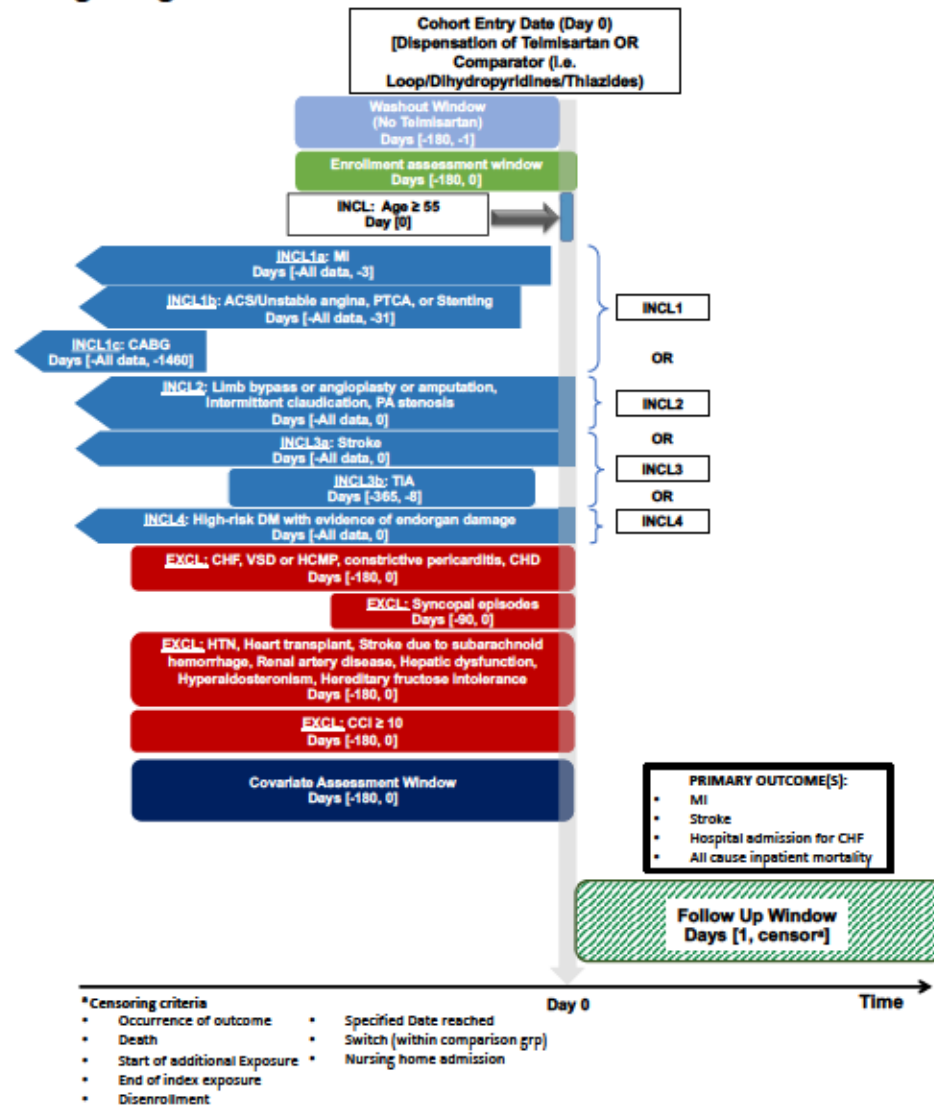 Cohort Entry Date (Day 0)
[Dispensation of Telmisartan OR
Comparator (i.e.
Loop/Dihydropyridines/Thiazides)
Washout Window
(No Telmisartan)
Days [-180, -1]
Enrollment assessment window
Days [-180, 0]
INCL: Age ≥ 55
Day [0]
INCL1a: MI
Days [-All data, -3]
INCL1b: ACS/Unstable angina, PTCA, or Stenting
Days [-All data, -31]
INCL1
INCL1c: CABG
Days [-All data, -1460]
OR
INCL2: Limb bypass or angioplasty or amputation,
Intermittent claudication, PA stenosis
Days [-All data, 0]
INCL2
OR
INCL3a: Stroke
Days [-All data, 0]
INCL3
INCL3b: TIA
Days [-365, -8]
OR
INCL4: High-risk DM with evidence of endorgan damage
Days [-All data, 0]
INCL4
EXCL: CHF, VSD or HCMP, constrictive pericarditis, CHD
Days [-180, 0]
EXCL: Syncopal episodes
Days [-90, 0]
EXCL: HTN, Heart transplant, Stroke due to subarachnoid
hemorrhage, Renal artery disease, Hepatic dysfunction,
Hyperaldosteronism, Hereditary fructose intolerance
Days [-180, 0]
EXCL: CCI ≥ 10
Days [-180, 0]
Covariate Assessment Window
Days [-180, 0]
PRIMARY OUTCOME(S):
• MI
• Stroke
• Hospital admission for CHF
• All cause inpatient mortality
Follow Up Window
Days [1, censorª]
Day 0
Time
ªCensoring criteria
• Occurrence of outcome
• Death
• Start of additional Exposure
• End of index exposure
• Disenrollment
• Specified Date reached
• Switch (within comparison grp)
• Nursing home admission